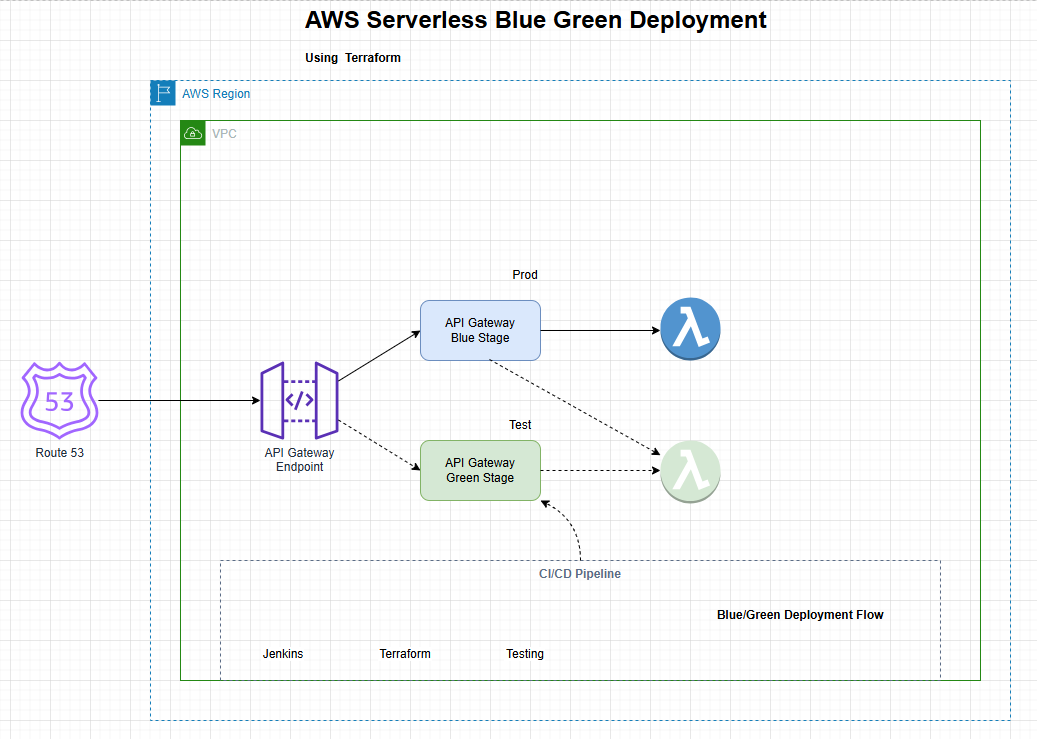 AWS Serverless Blue Green Deployment
Using  Terraform
AWS Region
VPC
Prod
API Gateway
Blue Stage
53
Route 53
</>
API Gateway
Endpoint
Test
API Gateway
Green Stage
CI/CD Pipeline
Blue/Green Deployment Flow
Jenkins
Terraform
Testing